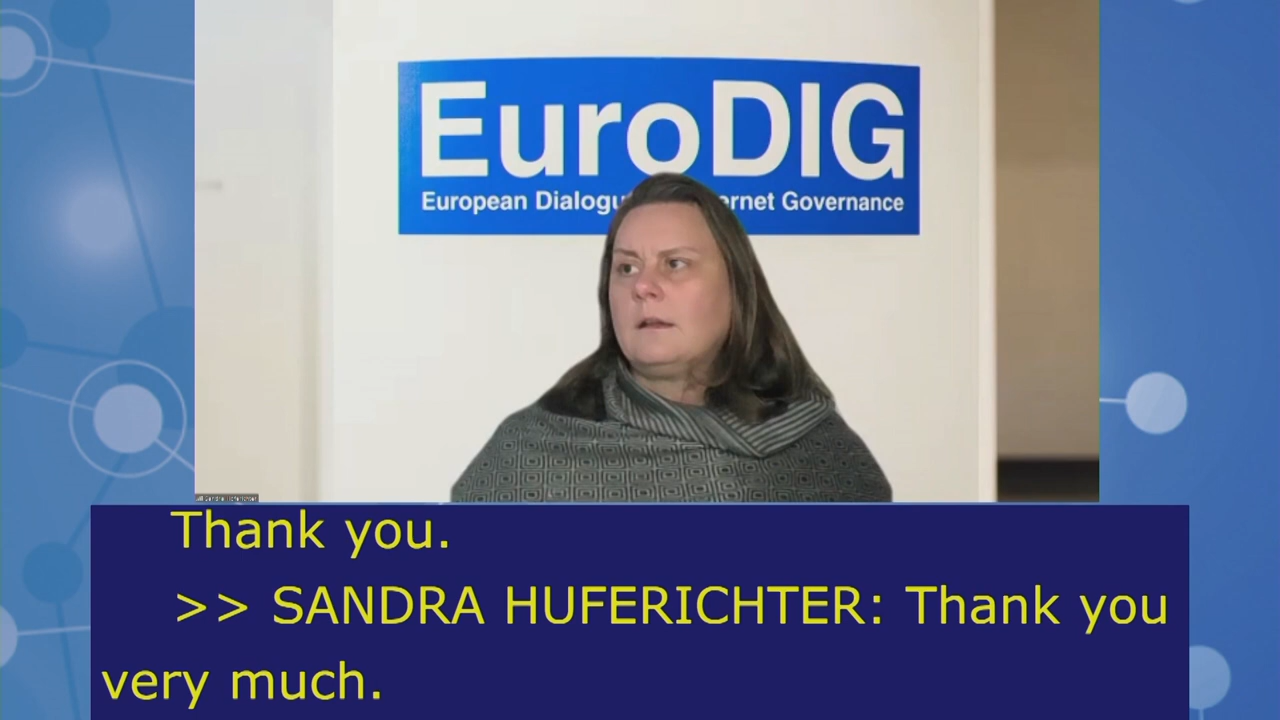 EuroDIG
European Dialogu ernet Governance
Thank you.
>> SANDRA HUFERICHTER: Thank you
very much.